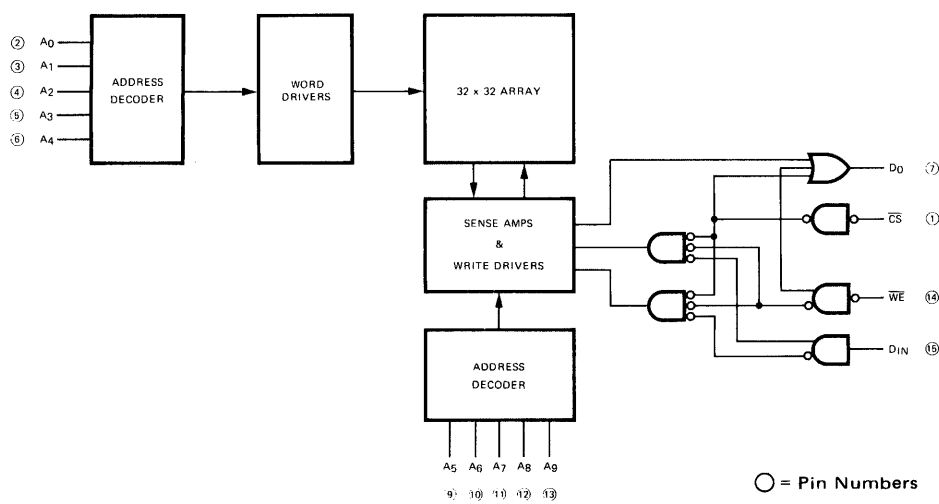 ② A0
③ A1
④ A2
⑤ A3
⑥ A4
ADDRESS
DECODER
WORD
DRIVERS
32 x 32 ARRAY
SENSE AMPS
&
WRITE DRIVERS
DO ⑦
CS ①
WE ⑭
DIN ⑮
ADDRESS
DECODER
A5 A6 A7 A8 A9
⑨ ⑩ ⑪ ⑫ ⑬
= Pin Numbers